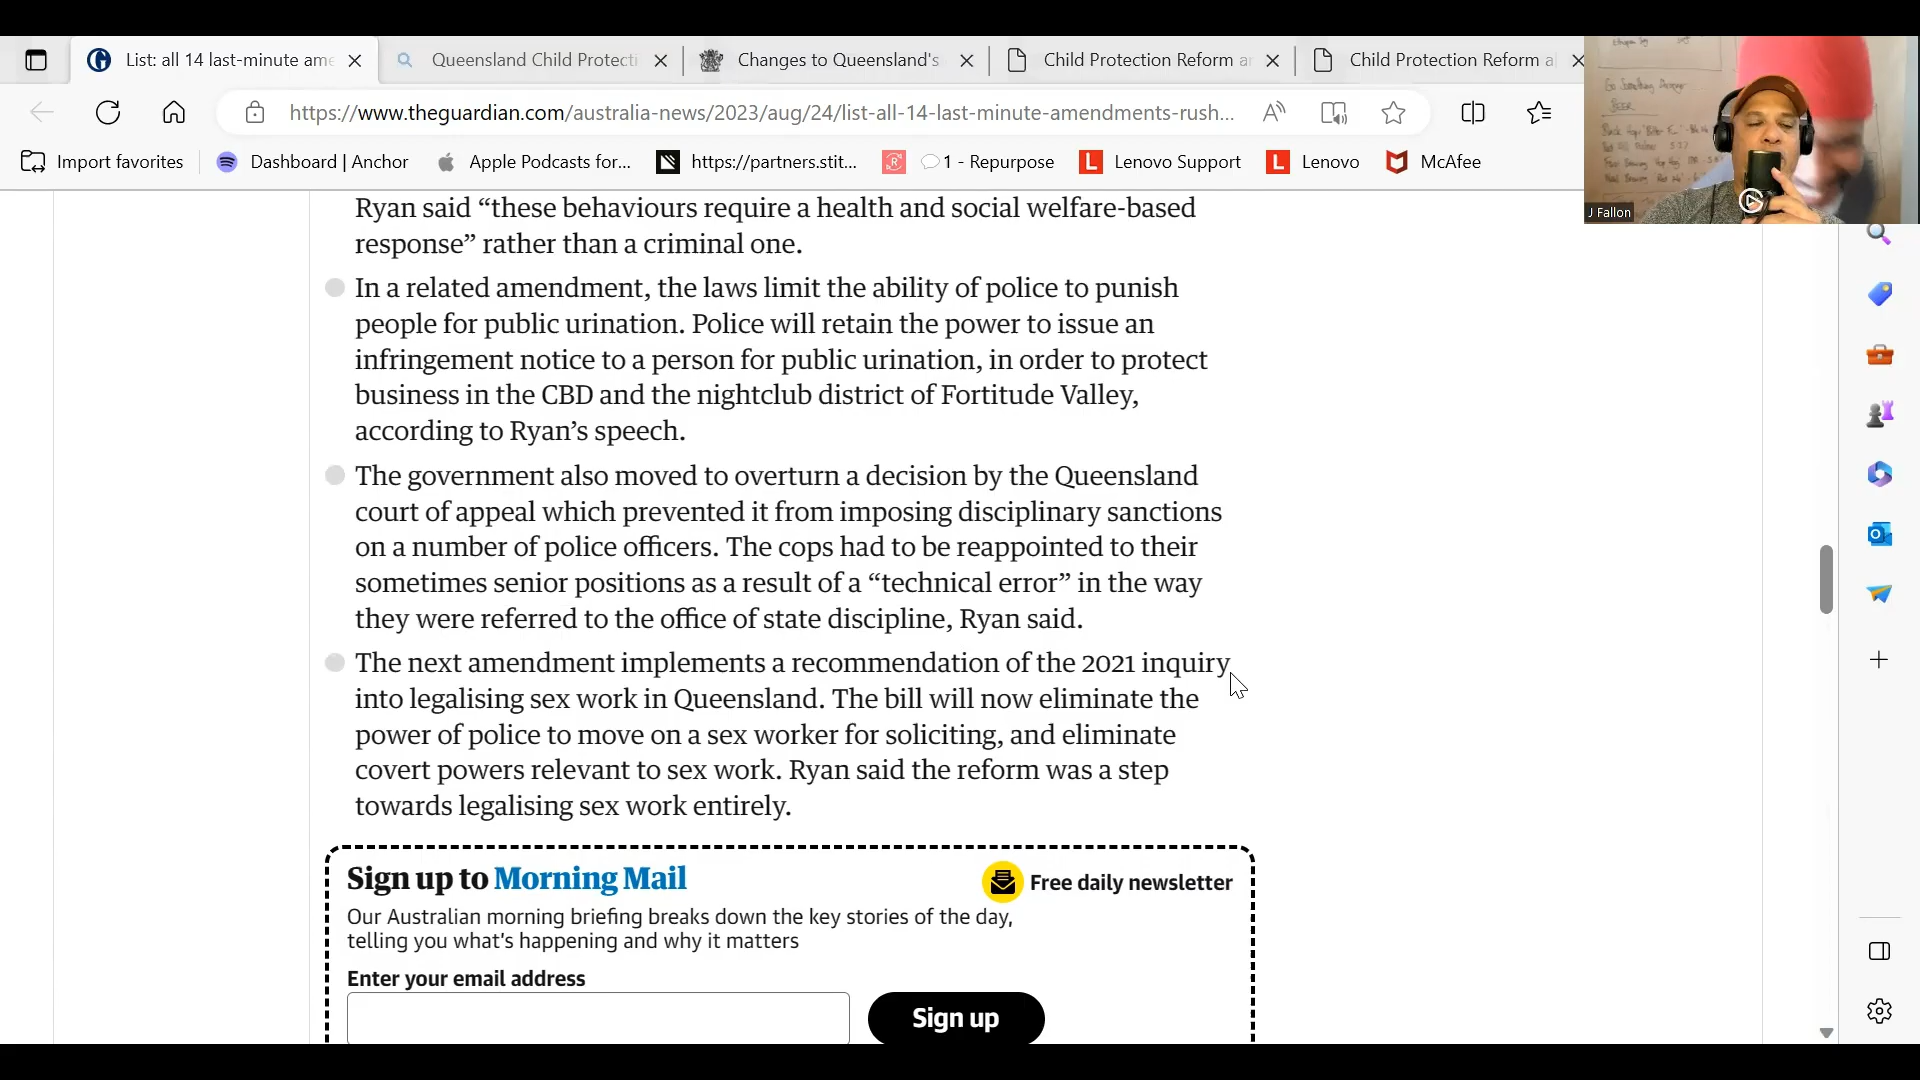 List: all 14 last-minute ame
Queensland Child Protecti
Changes to Queensland's
Child Protection Reform ar
Child Protection Reform a
https://www.theguardian.com/australia-news/2023/aug/24/list-all-14-last-minute-amendments-rush...
Import favorites
Dashboard | Anchor
Apple Podcasts for...
https://partners.stit...
1 - Repurpose
Lenovo Support
Lenovo
McAfee
J Fallon
Ryan said “these behaviours require a health and social welfare-based
response” rather than a criminal one.
In a related amendment, the laws limit the ability of police to punish
people for public urination. Police will retain the power to issue an
infringement notice to a person for public urination, in order to protect
business in the CBD and the nightclub district of Fortitude Valley,
according to Ryan’s speech.
The government also moved to overturn a decision by the Queensland
court of appeal which prevented it from imposing disciplinary sanctions
on a number of police officers. The cops had to be reappointed to their
sometimes senior positions as a result of a “technical error” in the way
they were referred to the office of state discipline, Ryan said.
The next amendment implements a recommendation of the 2021 inquiry
into legalising sex work in Queensland. The bill will now eliminate the
power of police to move on a sex worker for soliciting, and eliminate
covert powers relevant to sex work. Ryan said the reform was a step
towards legalising sex work entirely.
Sign up to Morning Mail
Free daily newsletter
Our Australian morning briefing breaks down the key stories of the day,
telling you what's happening and why it matters
Enter your email address
Sign up